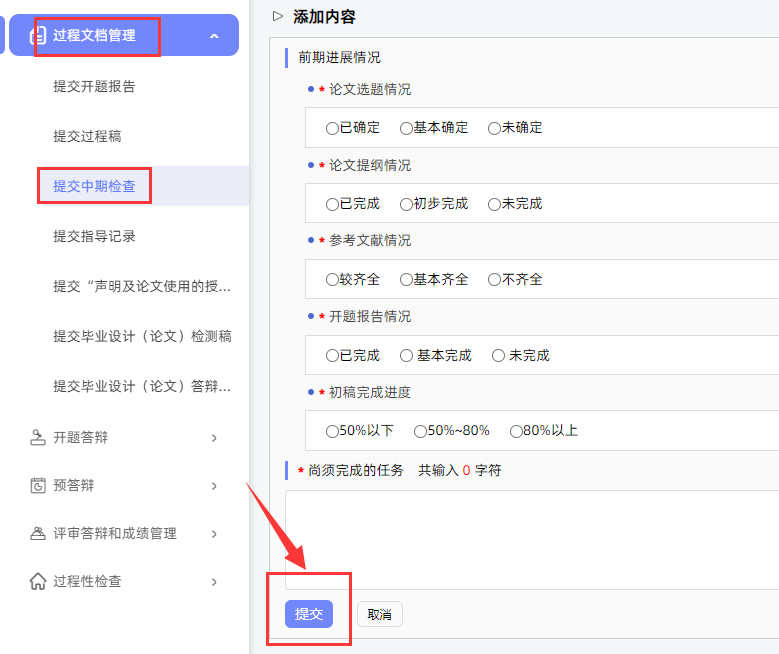 过程文档管理
提交开题报告
提交过程稿
提交中期检查
提交指导记录
提交“声明及论文使用的授...
提交毕业设计（论文）检测稿
提交毕业设计（论文）答辩...
开题答辩
预答辩
评审答辩和成绩管理
过程性检查
添加内容
前期进展情况
* 论文选题情况
已确定 基本确定 未确定
* 论文提纲情况
已完成 初步完成 未完成
* 参考文献情况
较齐全 基本齐全 不齐全
* 开题报告情况
已完成 基本完成 未完成
* 初稿完成进度
50%以下 50%~80% 80%以上
* 尚须完成的任务 共输入 0 字符
提交 取消